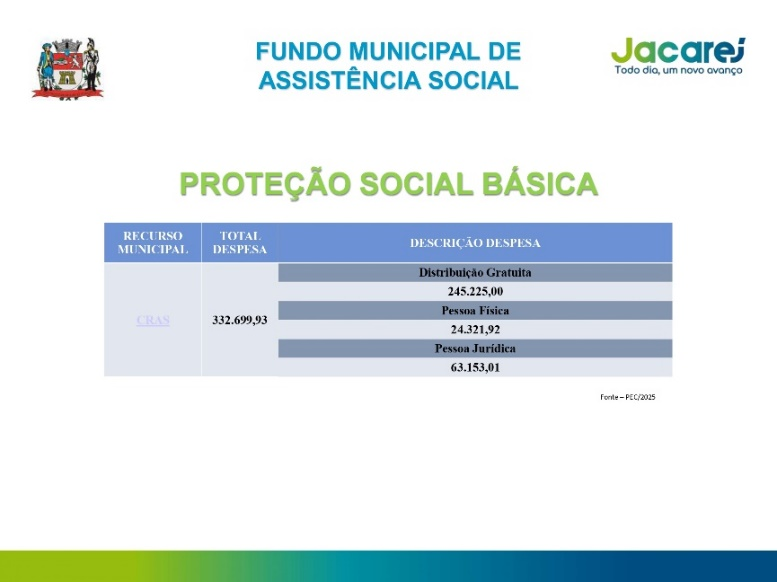 FUNDO MUNICIPAL DE
ASSISTÊNCIA SOCIAL
Jacareí
Todo dia, um novo avanço
PROTEÇÃO SOCIAL BÁSICA
RECURSO
MUNICIPAL
TOTAL
DESPESA
DESCRIÇÃO DESPESA
CRAS
332.699,93
Distribuição Gratuita
245.225,00
Pessoa Física
24.321,92
Pessoa Jurídica
63.153,01
Fonte – PEC/2025